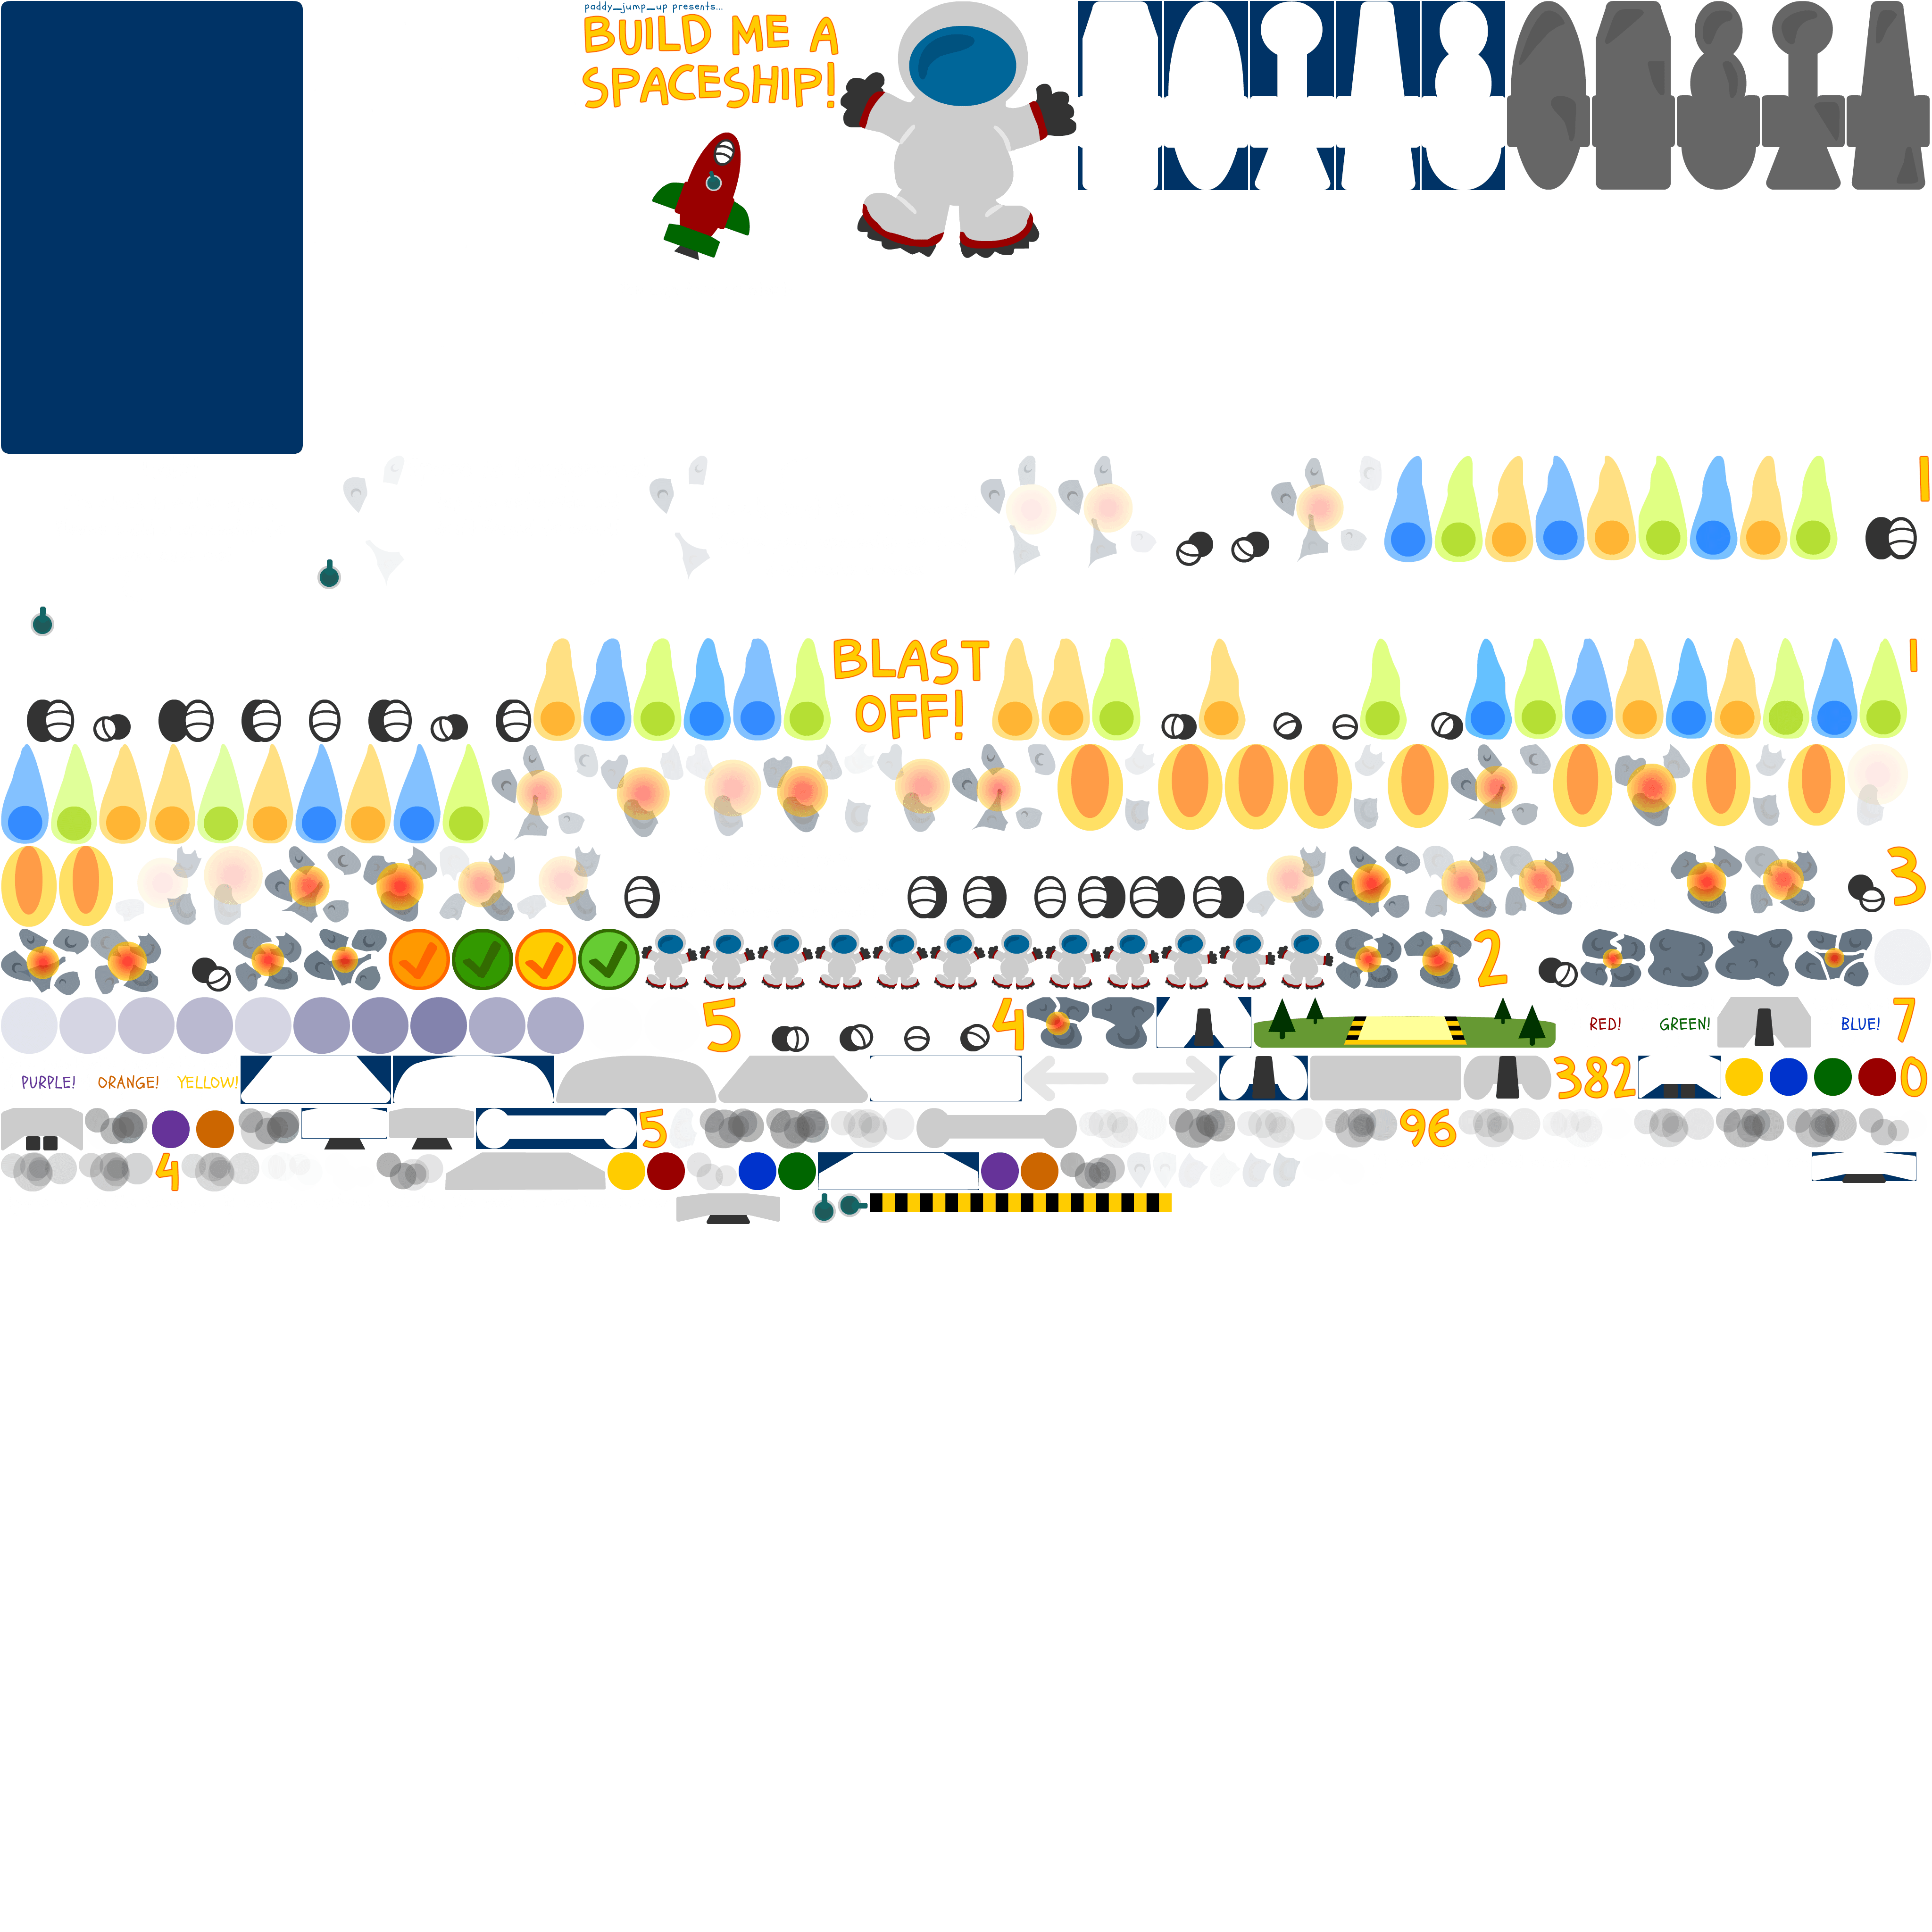 paddy_jump_up presents...
BUILD ME A
SPACESHIP!
1
BLAST
OFF!
1
3
2
5
4
RED!
GREEN!
BLUE!
7
PURPLE!
ORANGE!
YELLOW!
382
0
5
96
4